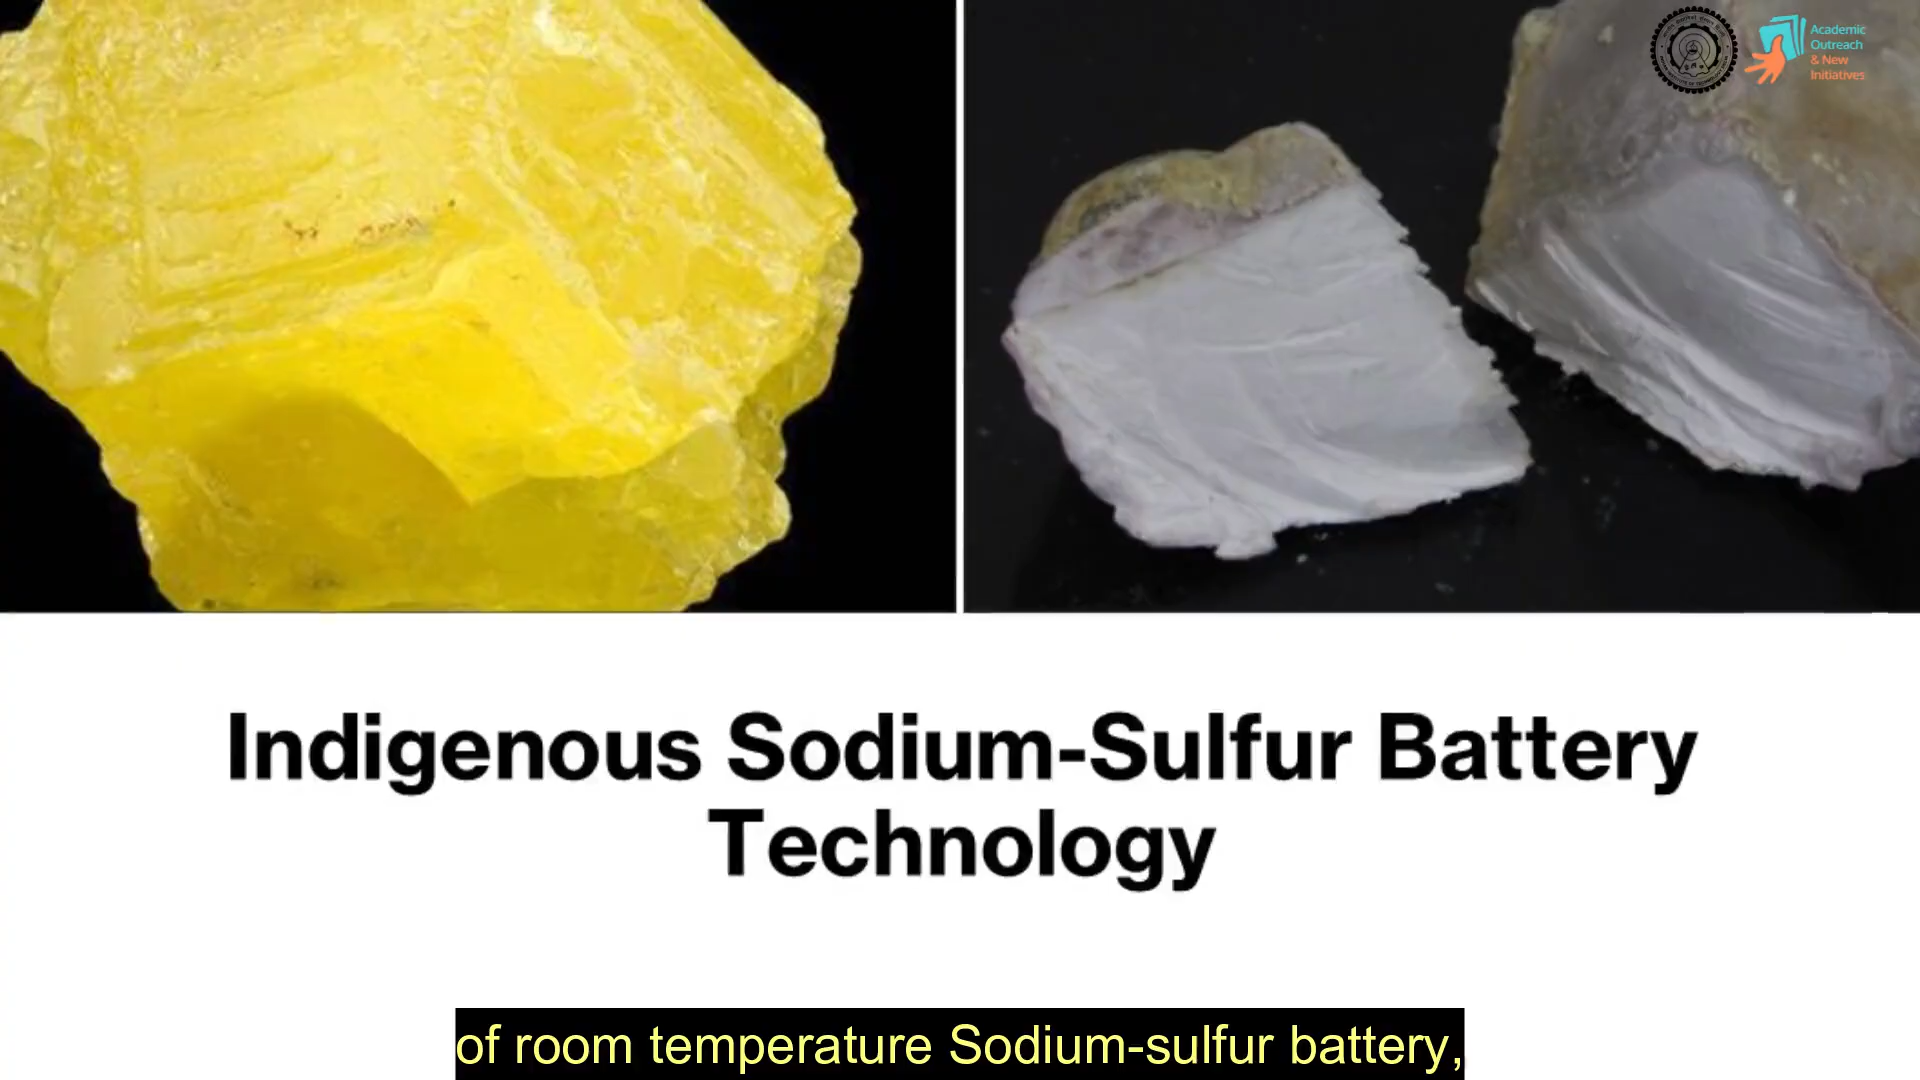 Academic
Outreach
& New
Initiatives
Indigenous Sodium-Sulfur Battery
Technology
of room temperature Sodium-sulfur battery,